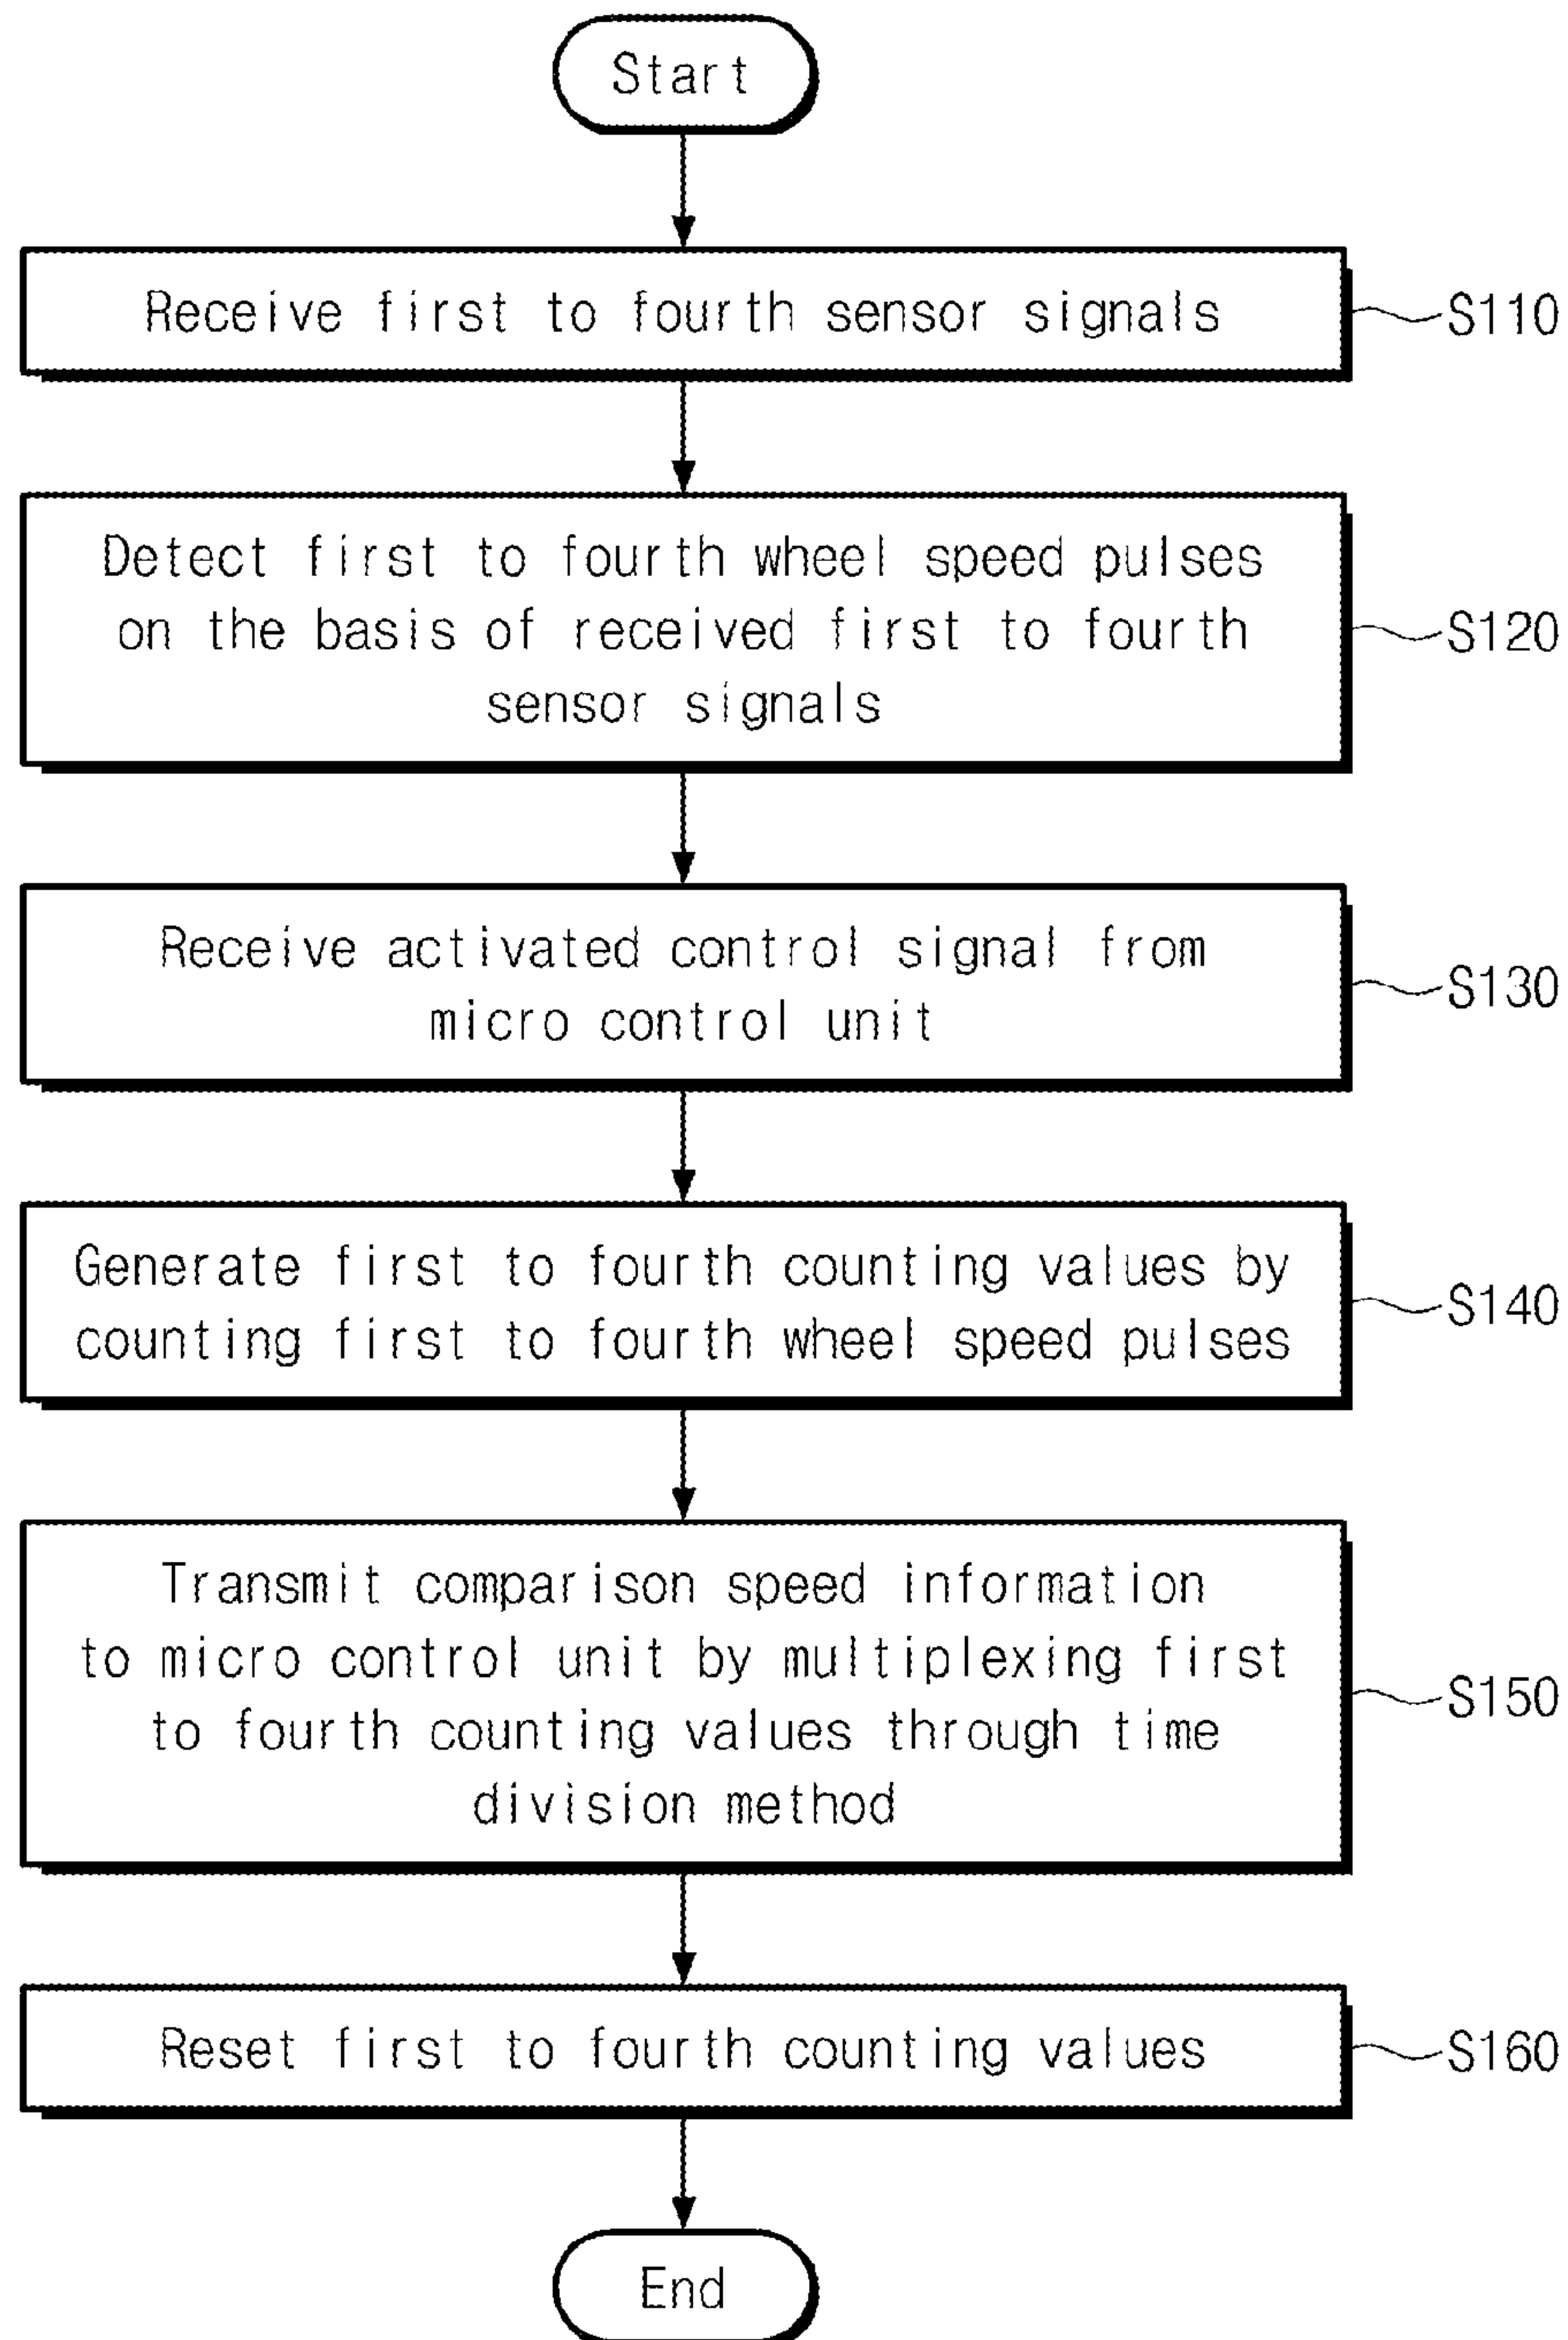 Start
Receive first to fourth sensor signals
S110
Detect first to fourth wheel speed pulses
on the basis of received first to fourth
sensor signals
S120
Receive activated control signal from
micro control unit
S130
Generate first to fourth counting values by
counting first to fourth wheel speed pulses
S140
Transmit comparison speed information
to micro control unit by multiplexing first
to fourth counting values through time
division method
S150
Reset first to fourth counting values
S160
End